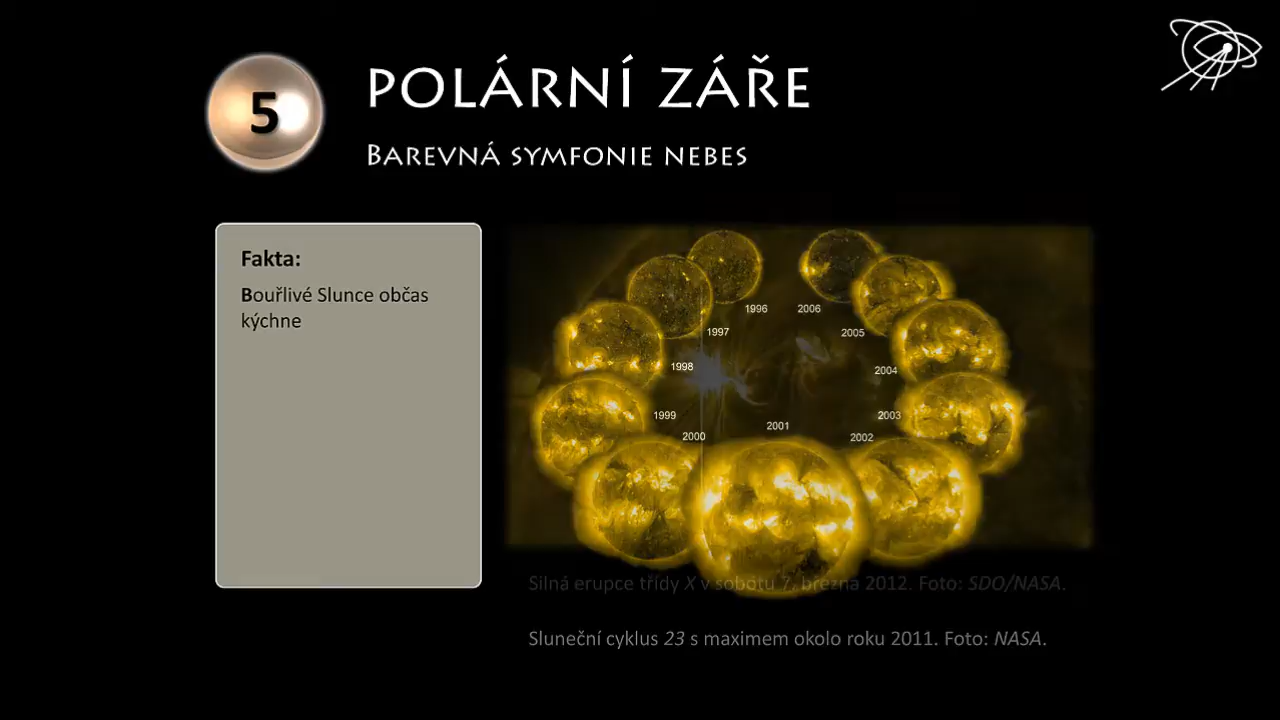 5
POLÁRNÍ ZÁŘE
BAREVNÁ SYMFONIE NEBES
Fakta:
Bouřlivé Slunce občas
kýchne
1996
2006
1997
2005
1998
2004
1999
2003
2000
2001
2002
Silná erupce třídy X v sobotu 7. března 2012. Foto: SDO/NASA.
Sluneční cyklus 23 s maximem okolo roku 2011. Foto: NASA.